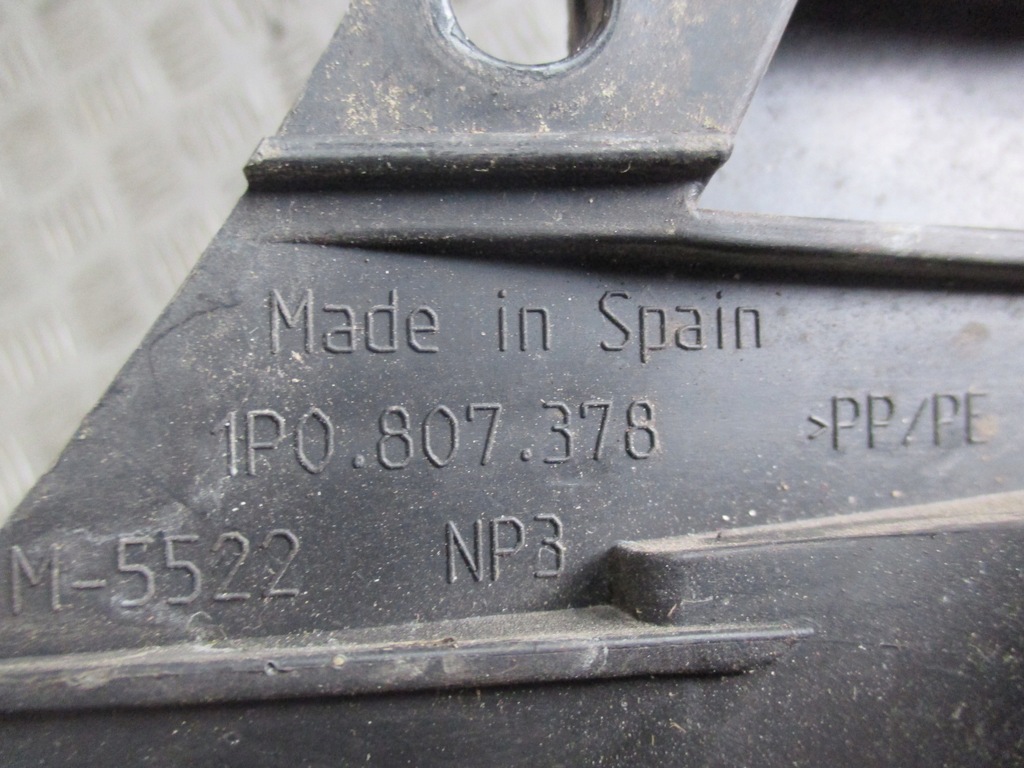 Made in Spain
1P0.807.378 >PP/PE
M-5522 NP3